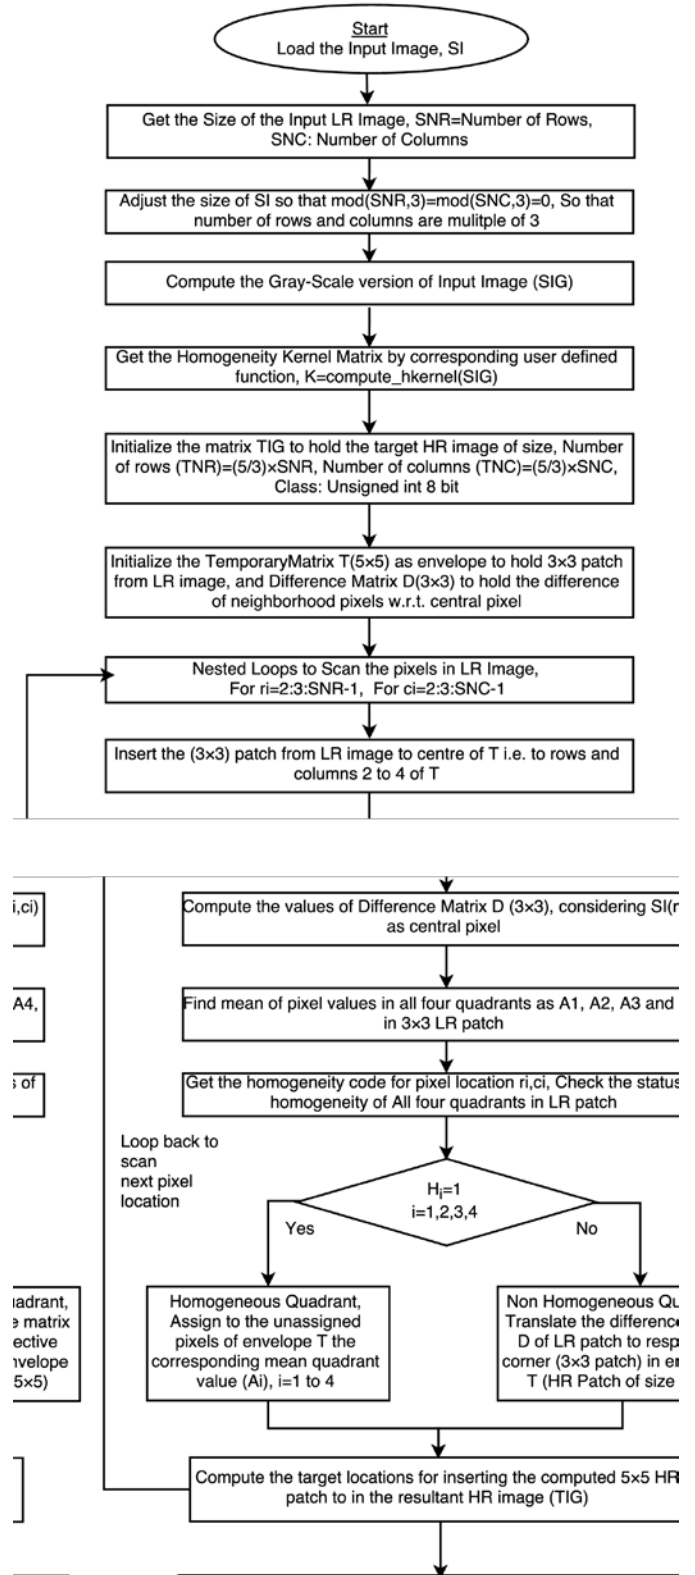 Start
Load the Input Image, SI
Get the Size of the Input LR Image, SNR=Number of Rows,
SNC: Number of Columns
Adjust the size of SI so that mod(SNR,3)=mod(SNC,3)=0, So that
number of rows and columns are mulitple of 3
Compute the Gray-Scale version of Input Image (SIG)
Get the Homogeneity Kernel Matrix by corresponding user defined
function, K=compute_hkernel(SIG)
Initialize the matrix TIG to hold the target HR image of size, Number
of rows (TNR)=(5/3)×SNR, Number of columns (TNC)=(5/3)×SNC,
Class: Unsigned int 8 bit
Initialize the TemporaryMatrix T(5×5) as envelope to hold 3×3 patch
from LR image, and Difference Matrix D(3×3) to hold the difference
of neighborhood pixels w.r.t. central pixel
Nested Loops to Scan the pixels in LR Image,
For ri=2:3:SNR-1, For ci=2:3:SNC-1
Insert the (3×3) patch from LR image to centre of T i.e. to rows and
columns 2 to 4 of T
i,ci)
Compute the values of Difference Matrix D (3×3), considering SI(r
as central pixel
A4,
Find mean of pixel values in all four quadrants as A1, A2, A3 and
in 3×3 LR patch
s of
Get the homogeneity code for pixel location ri,ci, Check the status
homogeneity of All four quadrants in LR patch
Loop back to
scan
next pixel
location
Hi=1
i=1,2,3,4
Yes
No
adrant,
e matrix
ective
nvelope
5×5)
Homogeneous Quadrant,
Assign to the unassigned
pixels of envelope T the
corresponding mean quadrant
value (Ai), i=1 to 4
Non Homogeneous Qu
Translate the difference
D of LR patch to resp
corner (3×3 patch) in en
T (HR Patch of size
Compute the target locations for inserting the computed 5×5 HR
patch to in the resultant HR image (TIG)